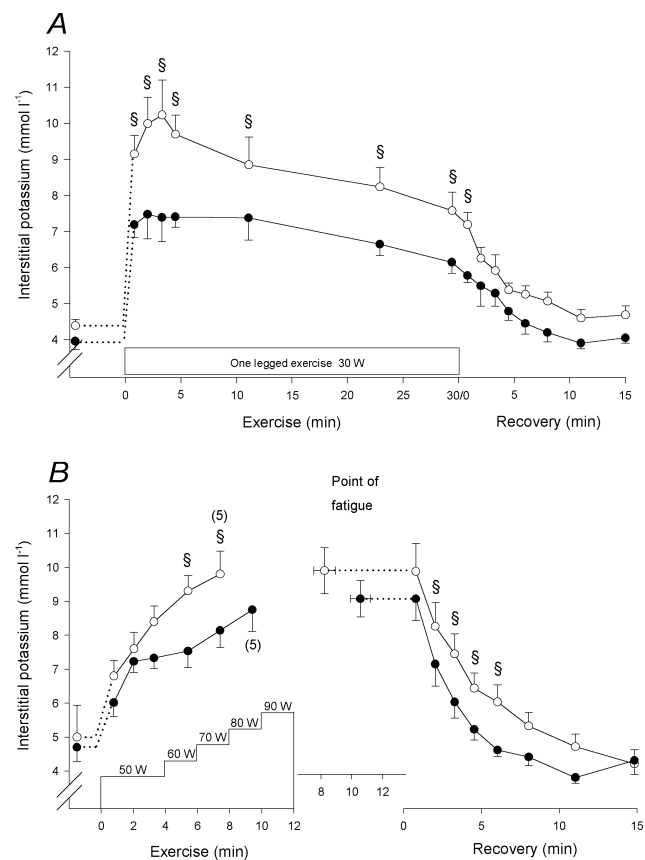 A
12
11
10
9
8
7
6
5
4
Interstitial potassium (mmol l⁻¹)
§ § § § § § § §
One legged exercise 30 W
0 5 10 15 20 25 30/0 5 10 15
Exercise (min) Recovery (min)
B
Point of
fatigue
12
11
10
9
8
7
6
5
4
Interstitial potassium (mmol l⁻¹)
(5)
§ §
(5)
§ § § §
50 W 60 W 70 W 80 W 90 W
8 10 12
0 2 4 6 8 10 12 0 5 10 15
Exercise (min) Recovery (min)